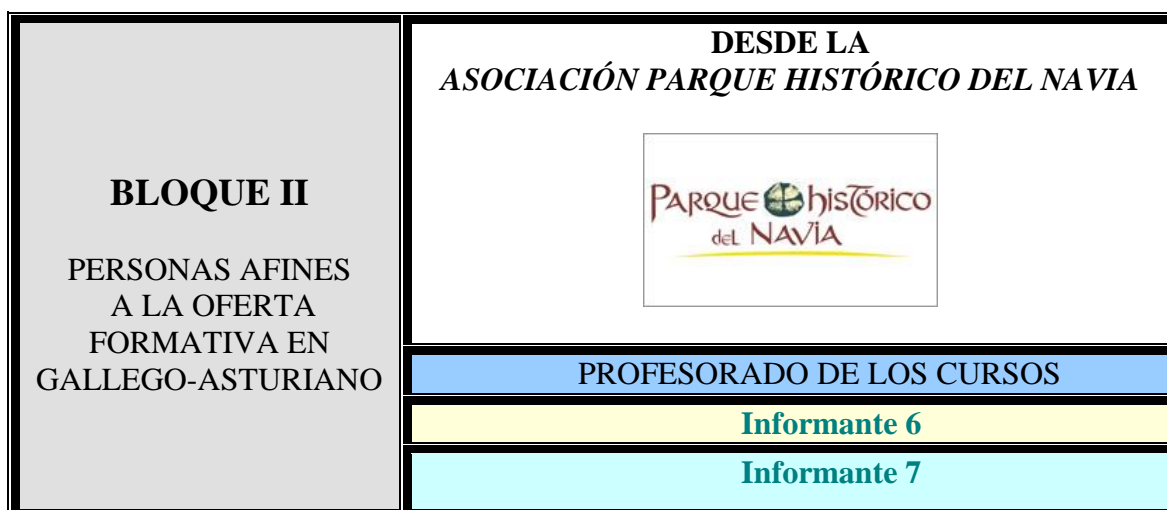 BLOQUE II
PERSONAS AFINES
A LA OFERTA
FORMATIVA EN
GALLEGO-ASTURIANO
DESDE LA
ASOCIACIÓN PARQUE HISTÓRICO DEL NAVIA
PARQUE hisTÓRICO
del NAVIA
PROFESORADO DE LOS CURSOS
Informante 6
Informante 7